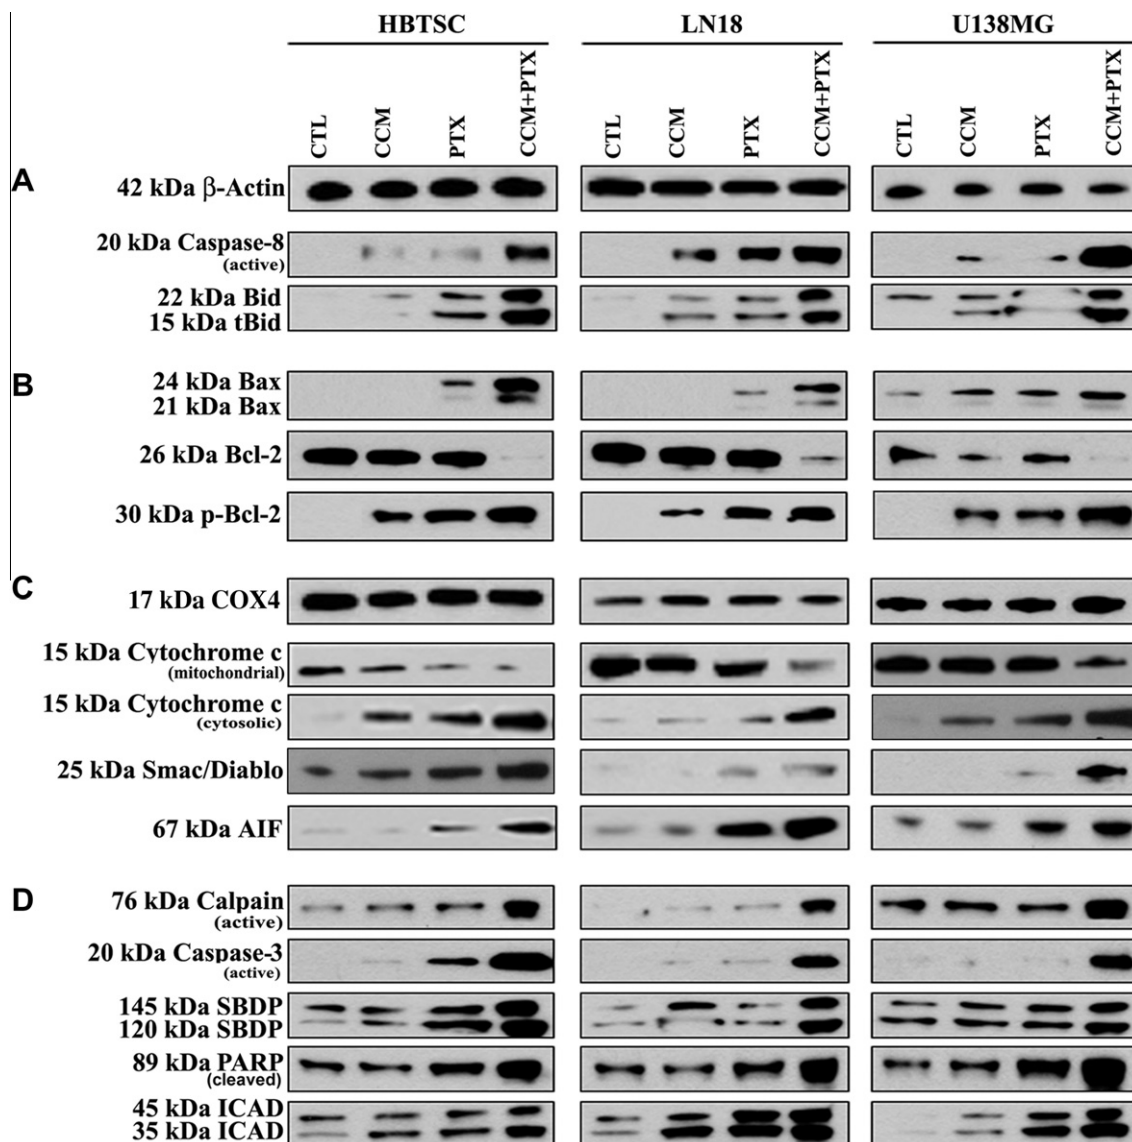 HBTSC LN18 U138MG
CTL CCM PTX CCM+PTX CTL CCM PTX CCM+PTX CTL CCM PTX CCM+PTX
A
42 kDa β-Actin
20 kDa Caspase-8
(active)
22 kDa Bid
15 kDa tBid
B
24 kDa Bax
21 kDa Bax
26 kDa Bcl-2
30 kDa p-Bcl-2
C
17 kDa COX4
15 kDa Cytochrome c
(mitochondrial)
15 kDa Cytochrome c
(cytosolic)
25 kDa Smac/Diablo
67 kDa AIF
D
76 kDa Calpain
(active)
20 kDa Caspase-3
(active)
145 kDa SBDP
120 kDa SBDP
89 kDa PARP
(cleaved)
45 kDa ICAD
35 kDa ICAD